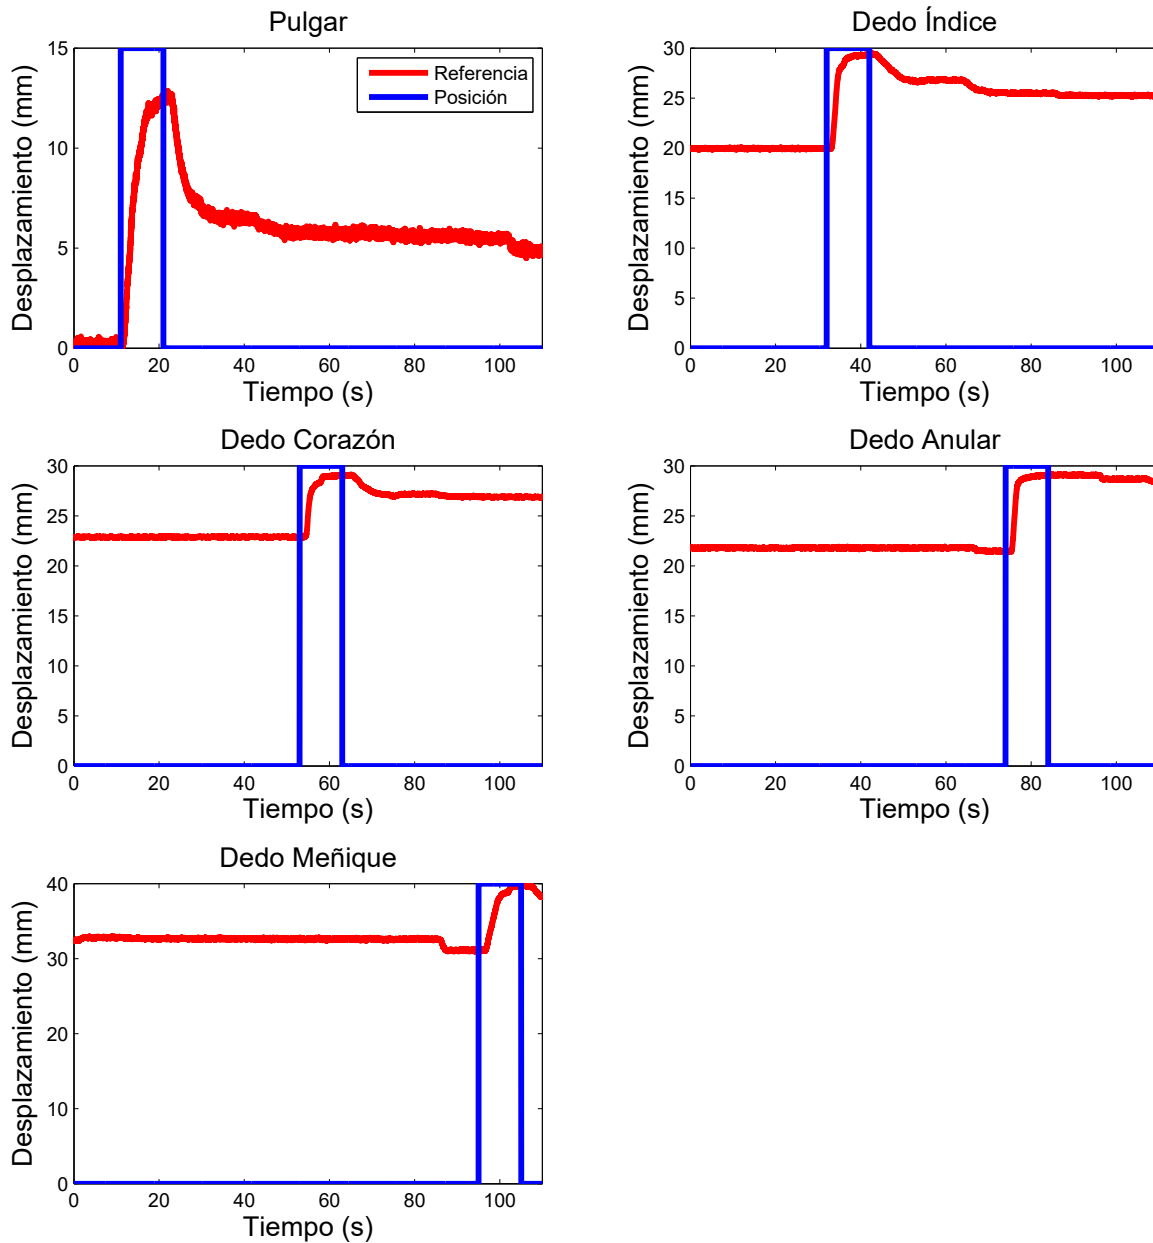 Pulgar
Desplazamiento (mm)
15
10
5
0
0 20 40 60 80 100
Tiempo (s)
Referencia
Posición
Dedo Índice
Desplazamiento (mm)
30
25
20
15
10
5
0
0 20 40 60 80 100
Tiempo (s)
Dedo Corazón
Desplazamiento (mm)
30
25
20
15
10
5
0
0 20 40 60 80 100
Tiempo (s)
Dedo Anular
Desplazamiento (mm)
30
25
20
15
10
5
0
0 20 40 60 80 100
Tiempo (s)
Dedo Meñique
Desplazamiento (mm)
40
30
20
10
0
0 20 40 60 80 100
Tiempo (s)